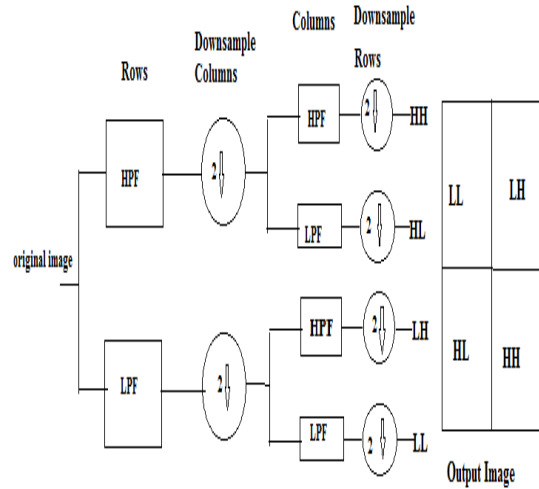 Rows
Downsample
Columns
Columns
Downsample
Rows
original image
HPF
2
HPF
2
HH
LPF
2
HL
LPF
2
HPF
2
LH
LPF
2
LL
LL
LH
HL
HH
Output Image